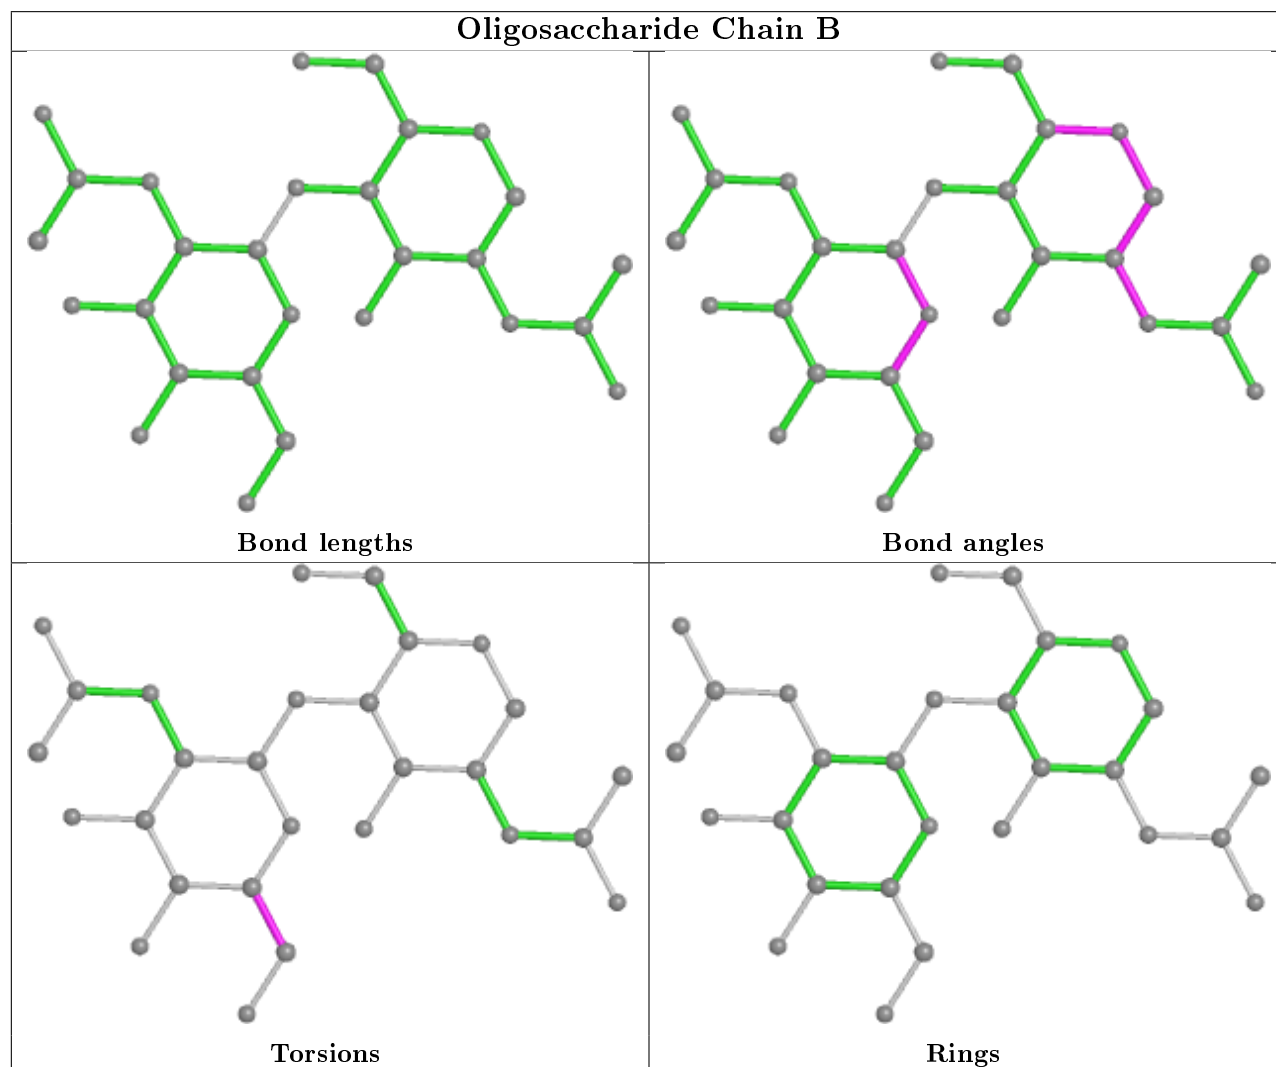 Oligosaccharide Chain B
Bond lengths
Bond angles
Torsions
Rings